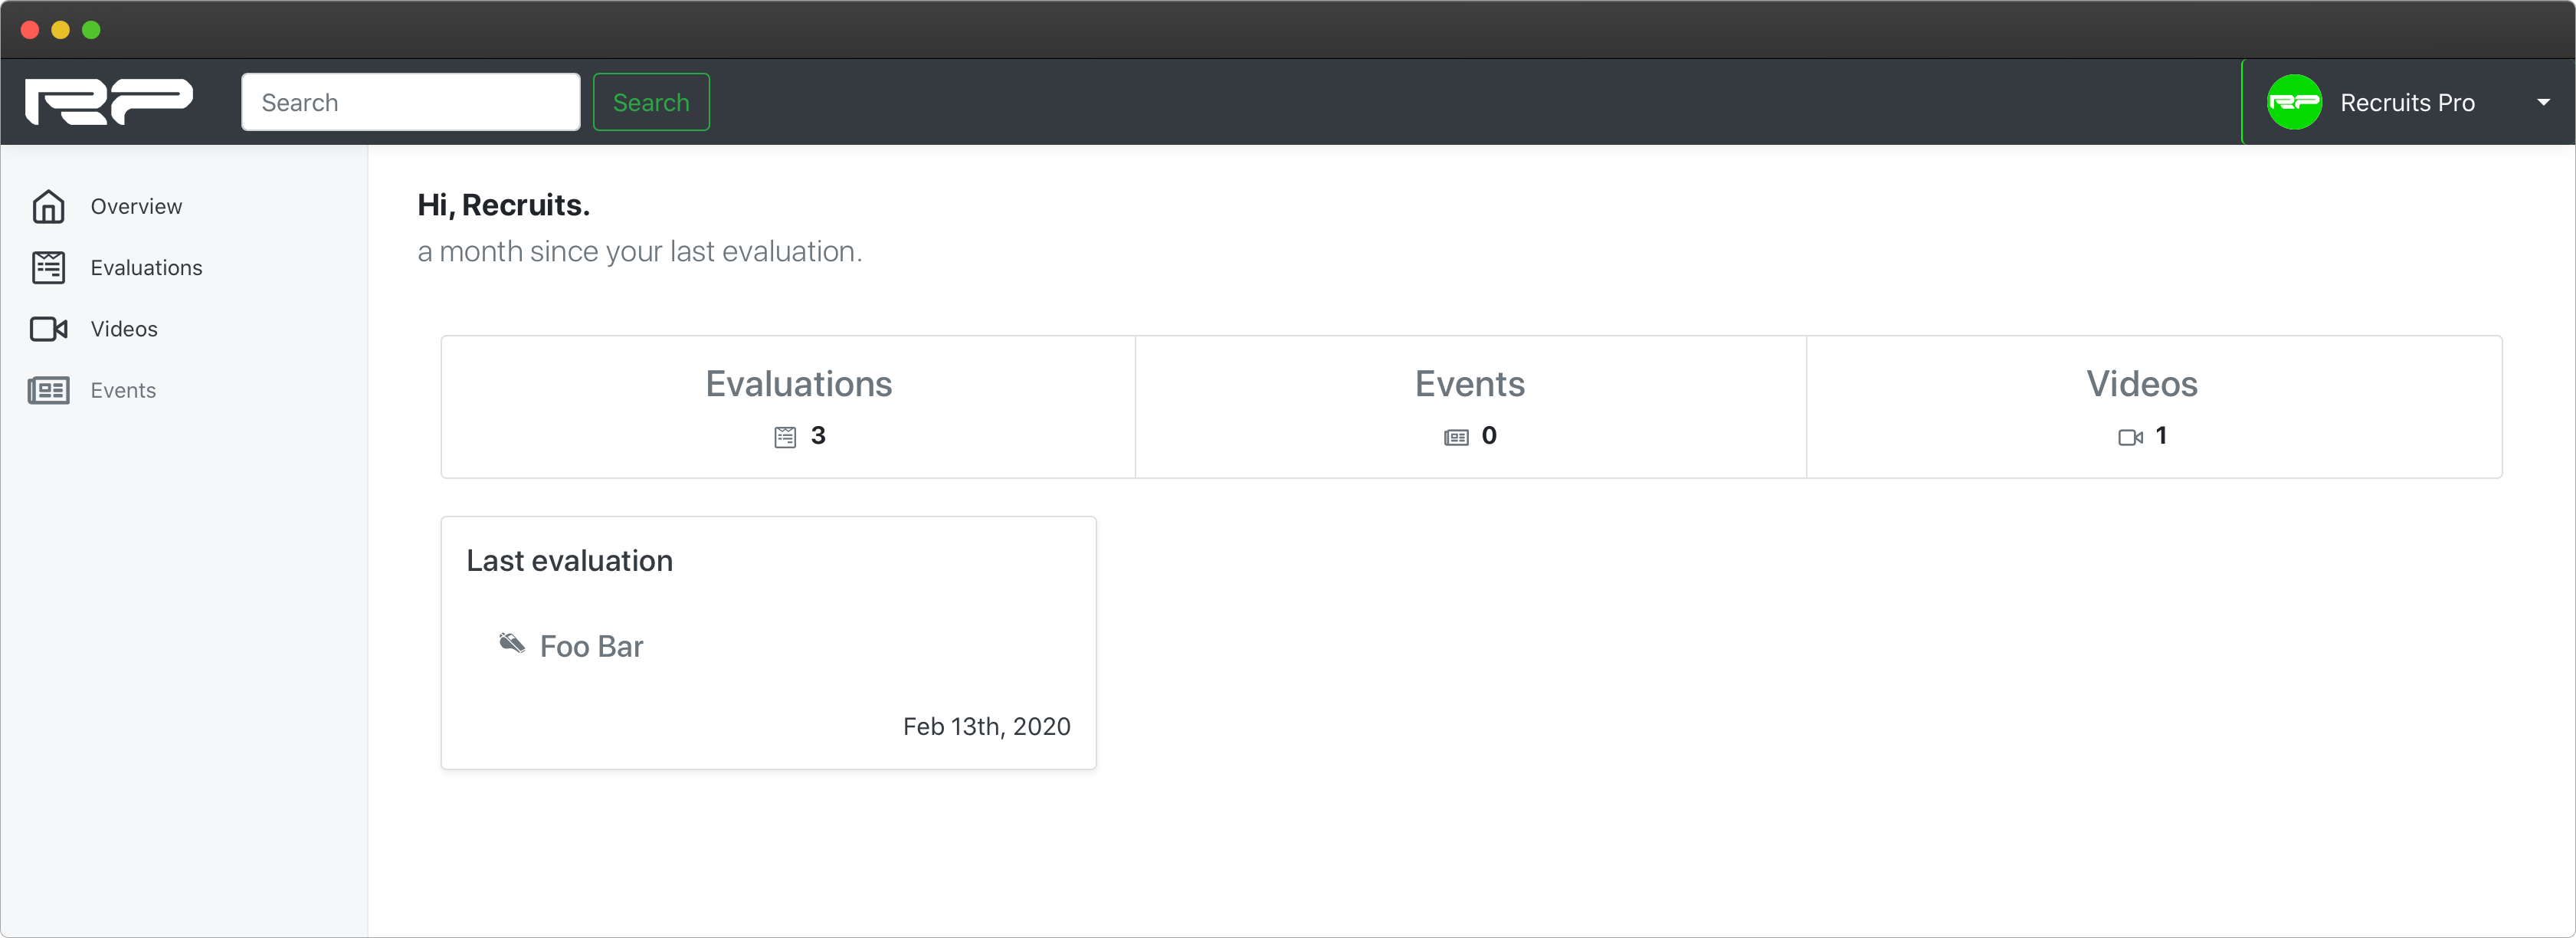 RP
Search
Search
RP
Recruits Pro
Overview
Evaluations
Videos
Events
Hi, Recruits.
a month since your last evaluation.
Evaluations
3
Events
0
Videos
1
Last evaluation
Foo Bar
Feb 13th, 2020